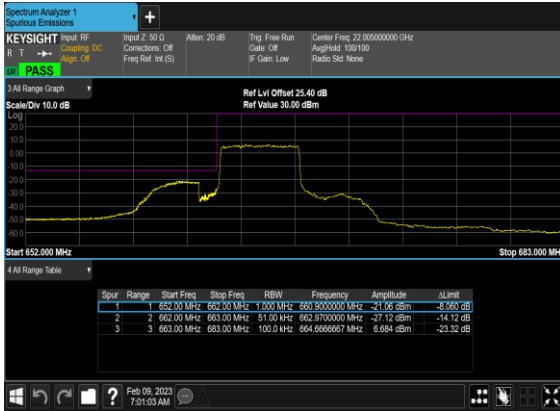 Spectrum Analyzer 1
Spurious Emissions
+
KEYSIGHT Input: RF Input Z: 50 Ω Atten: 20 dB Trig: Free Run Center Freq: 22.005000000 GHz
R T Coupling: DC Corrections: Off Gate: Off Avg|Hold: 100/100
Align: Off Freq Ref: Int (S) IF Gain: Low Radio Std: None
PASS
3 All Range Graph
Ref Lvl Offset 25.40 dB
Scale/Div 10.0 dB Ref Value 30.00 dBm
Log
20.0
10.0
0.00
-10.0
-20.0
-30.0
-40.0
-50.0
-60.0
Start 652.000 MHz Stop 683.000 MHz
4 All Range Table
Spur Range Start Freq Stop Freq RBW Frequency Amplitude ΔLimit
1 1 652.00 MHz 662.00 MHz 1.000 MHz 660.9000000 MHz -21.06 dBm -8.060 dB
2 2 662.00 MHz 663.00 MHz 51.00 kHz 662.9700000 MHz -27.12 dBm -14.12 dB
3 3 663.00 MHz 683.00 MHz 100.0 kHz 664.6666667 MHz 6.684 dBm -23.32 dB
? Feb 09, 2023
7:01:03 AM